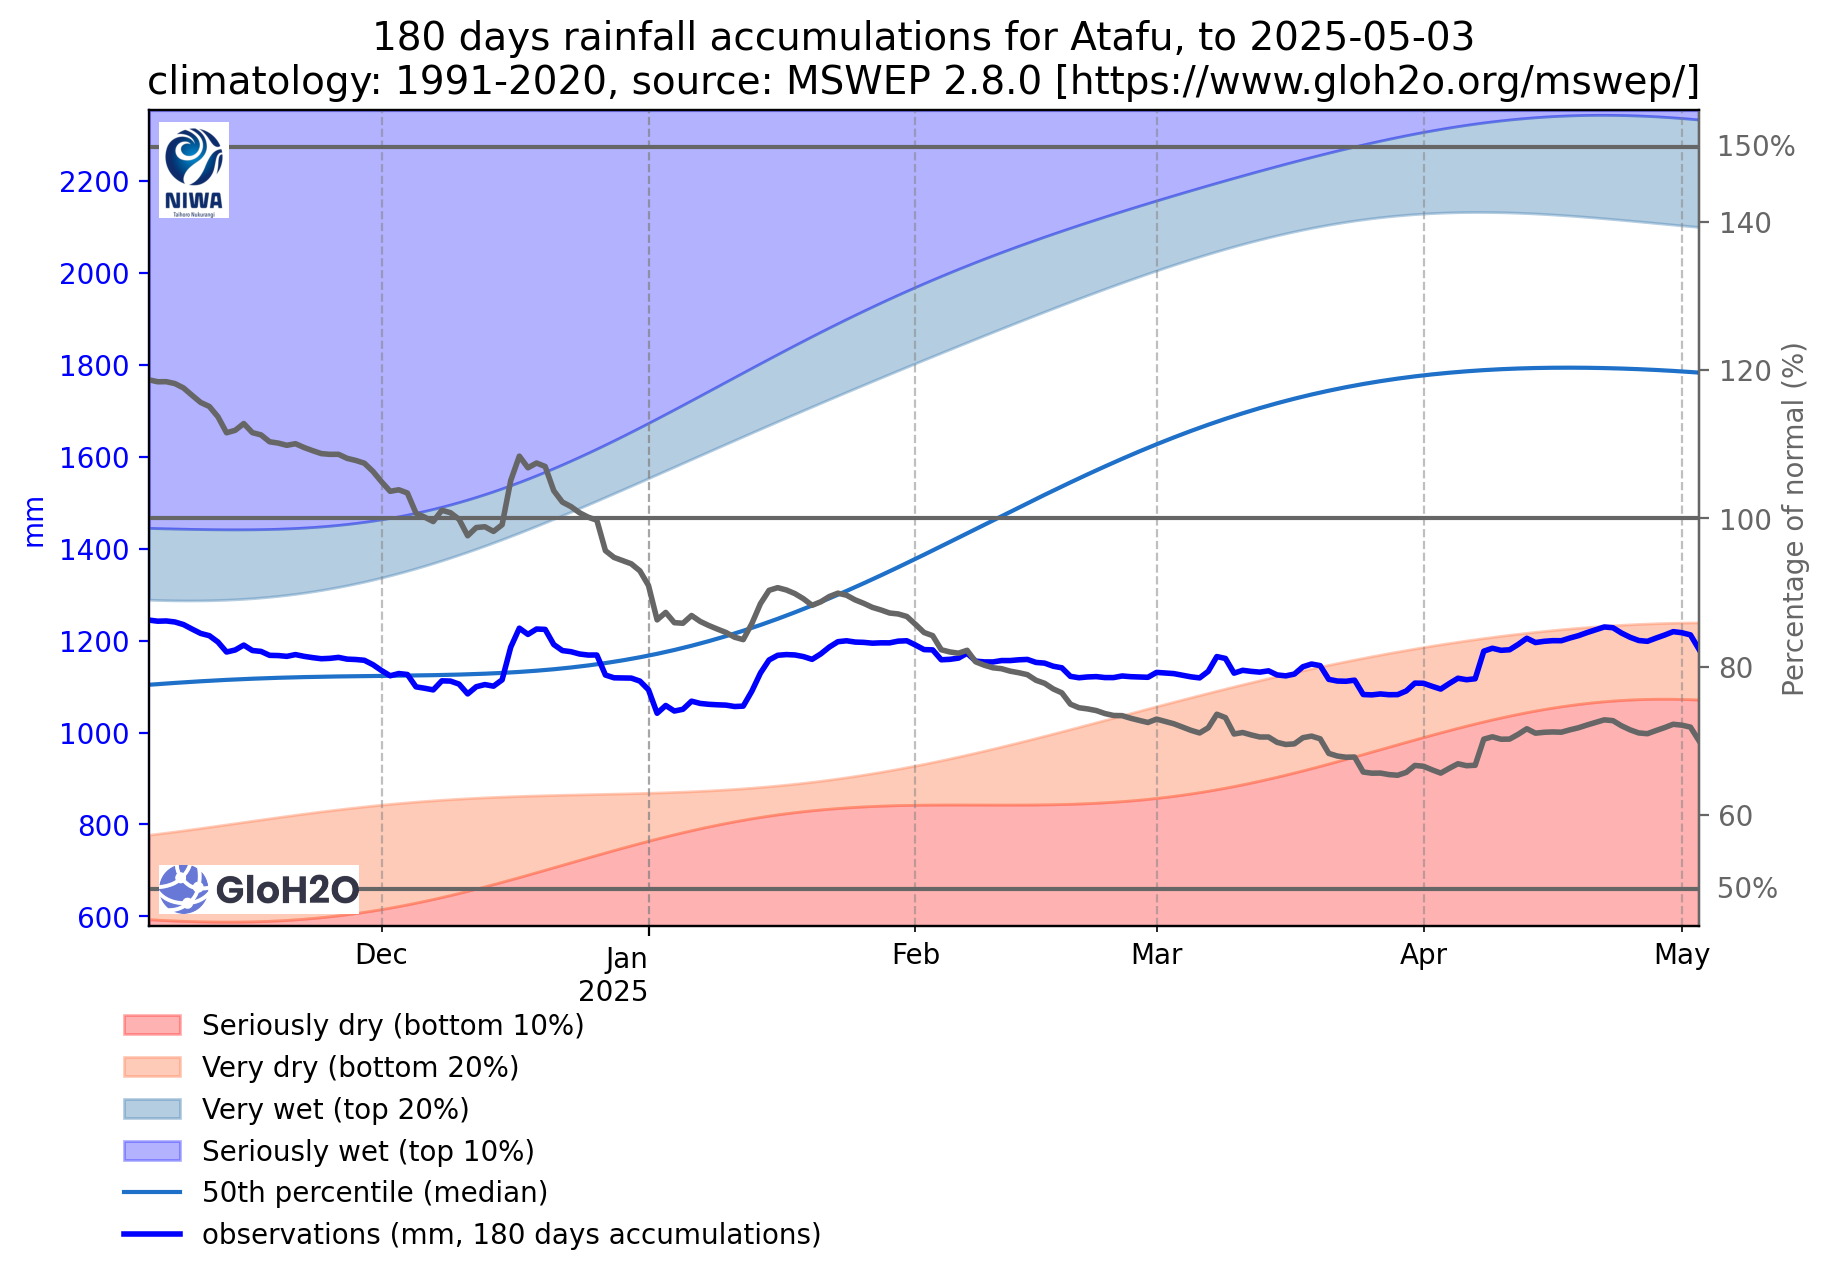 180 days rainfall accumulations for Atafu, to 2025-05-03
climatology: 1991-2020, source: MSWEP 2.8.0 [https://www.gloh2o.org/mswep/]
NIWA
Taihoro Nukurangi
2200
2000
1800
1600
1400
1200
1000
800
600
mm
150%
140
120
100
80
60
50%
Percentage of normal (%)
GloH2O
Dec
Jan
2025
Feb
Mar
Apr
May
Seriously dry (bottom 10%)
Very dry (bottom 20%)
Very wet (top 20%)
Seriously wet (top 10%)
50th percentile (median)
observations (mm, 180 days accumulations)